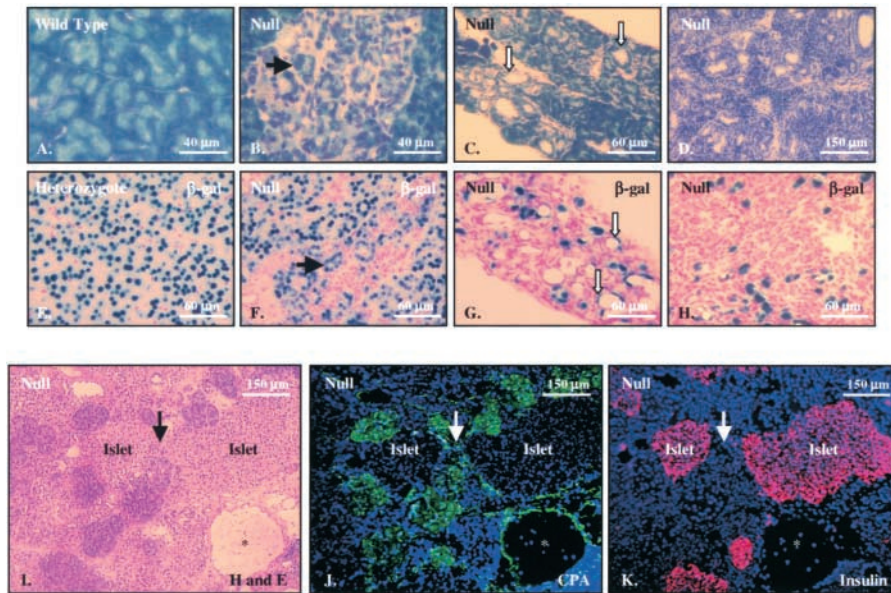 Wild Type
A.
40 µm
Null
B.
40 µm
Null
C.
60 µm
Null
D.
150 µm
Heterozygote
β-gal
E.
60 µm
Null
β-gal
F.
60 µm
Null
β-gal
G.
60 µm
Null
β-gal
H.
60 µm
Null
150 µm
Islet
Islet
*
I.
H and E
Null
150 µm
Islet
Islet
*
J.
CPA
Null
150 µm
Islet
Islet
*
K.
Insulin